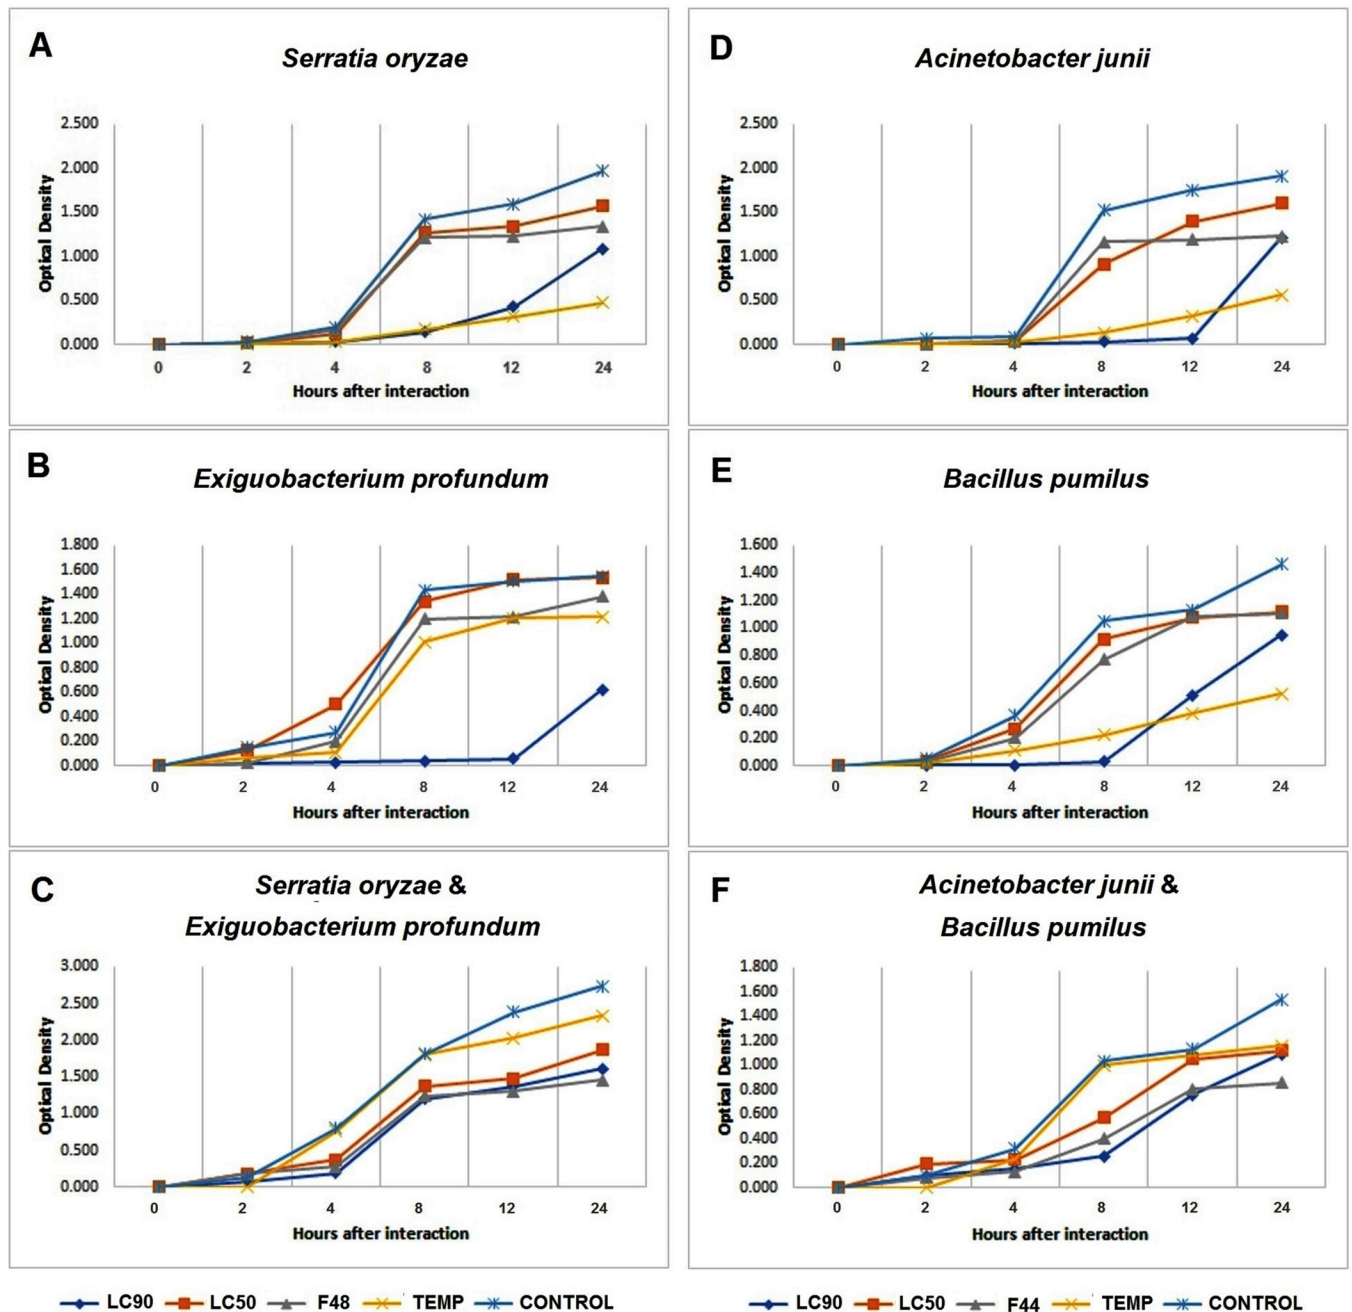 A
Serratia oryzae
2.500
2.000
1.500
1.000
0.500
0.000
Optical Density
0 2 4 8 12 24
Hours after interaction
D
Acinetobacter junii
2.500
2.000
1.500
1.000
0.500
0.000
Optical Density
0 2 4 8 12 24
Hours after interaction
B
Exiguobacterium profundum
1.800
1.600
1.400
1.200
1.000
0.800
0.600
0.400
0.200
0.000
Optical Density
0 2 4 8 12 24
Hours after interaction
E
Bacillus pumilus
1.600
1.400
1.200
1.000
0.800
0.600
0.400
0.200
0.000
Optical Density
0 2 4 8 12 24
Hours after interaction
C
Serratia oryzae &
Exiguobacterium profundum
3.000
2.500
2.000
1.500
1.000
0.500
0.000
Optical Density
0 2 4 8 12 24
Hours after interaction
F
Acinetobacter junii &
Bacillus pumilus
1.800
1.600
1.400
1.200
1.000
0.800
0.600
0.400
0.200
0.000
Optical Density
0 2 4 8 12 24
Hours after interaction
LC90 LC50 F48 TEMP CONTROL
LC90 LC50 F44 TEMP CONTROL